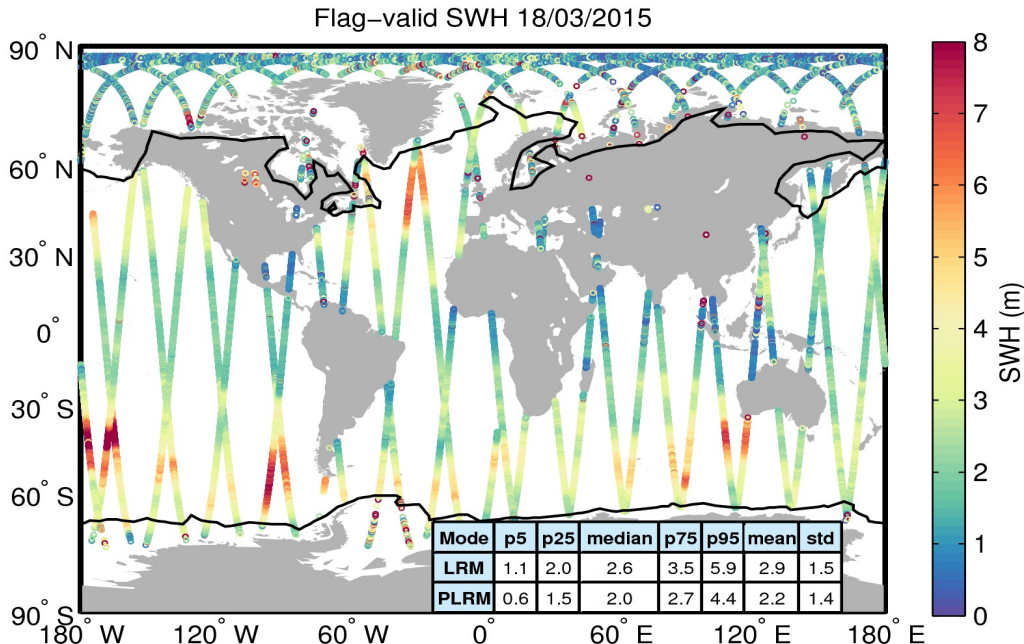 Flag−valid SWH 18/03/2015
90° N
60° N
30° N
0°
30° S
60° S
90° S
180° W
120° W
60° W
0°
60° E
120° E
180° E
8
7
6
5
4
3
2
1
0
SWH (m)
Mode p5 p25 median p75 p95 mean std
LRM 1.1 2.0 2.6 3.5 5.9 2.9 1.5
PLRM 0.6 1.5 2.0 2.7 4.4 2.2 1.4